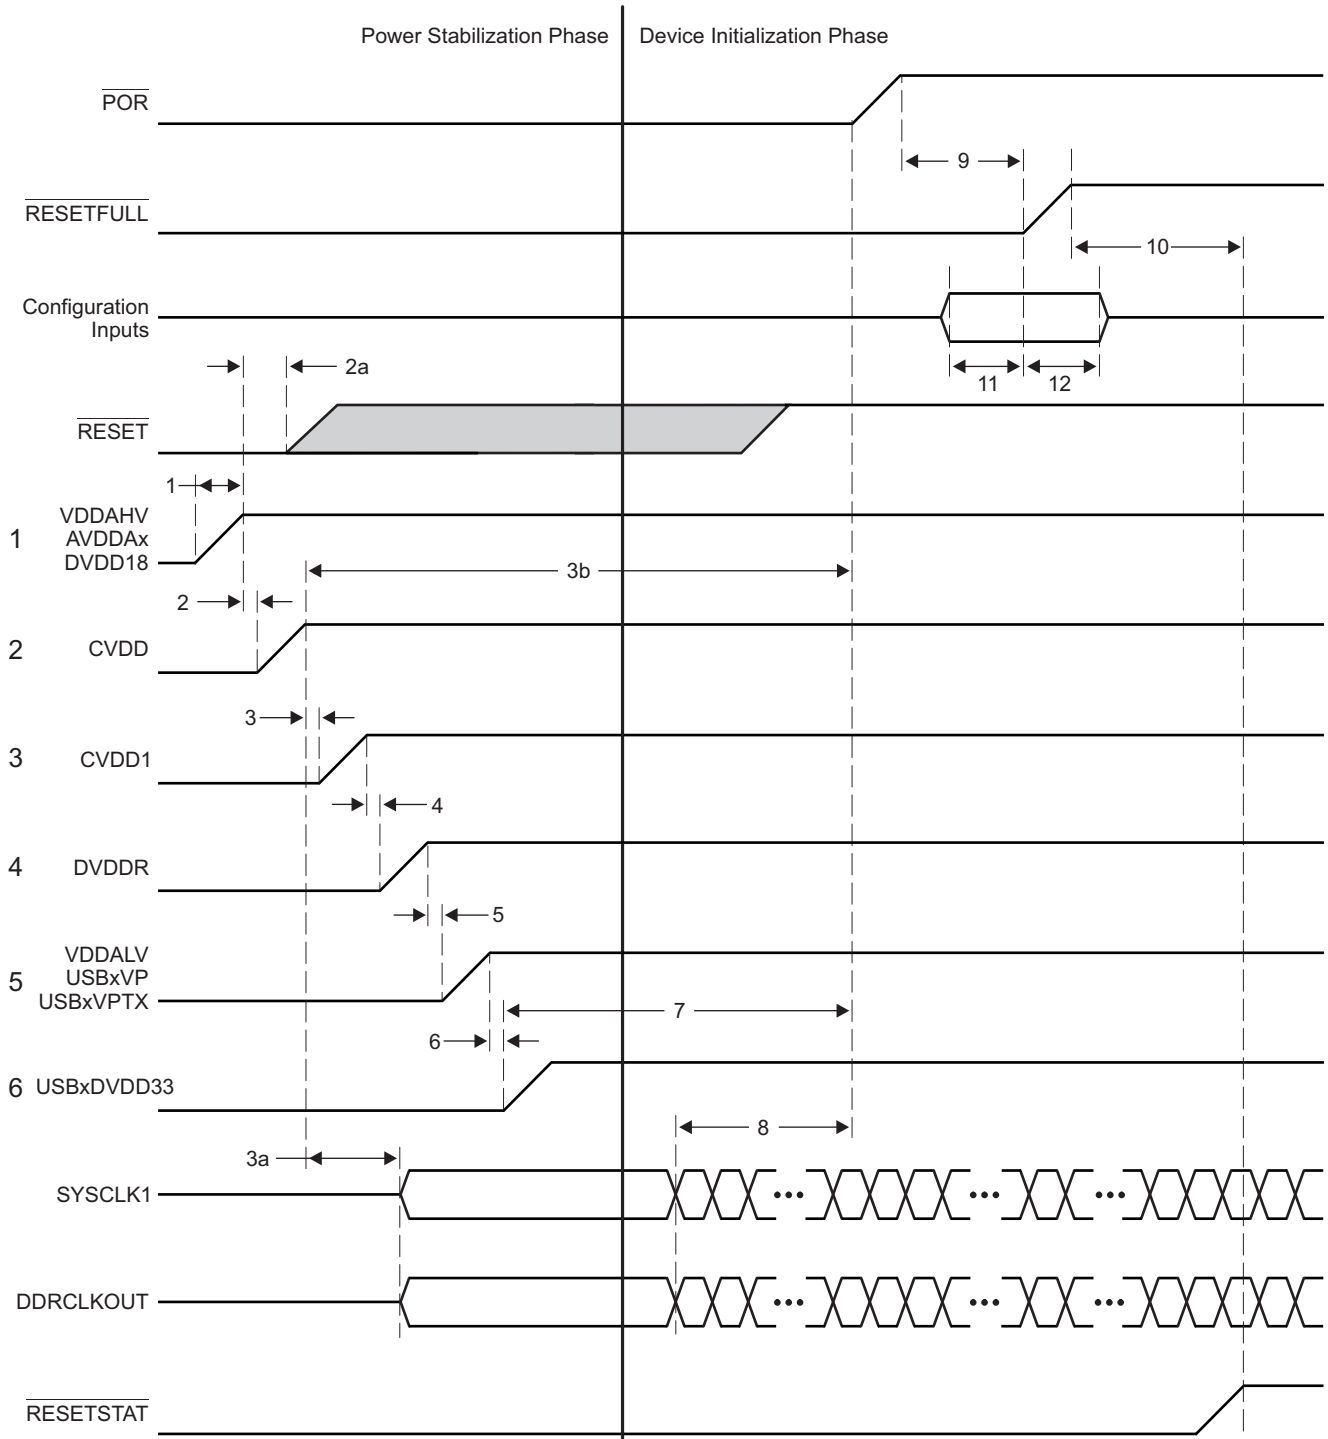 Power Stabilization Phase
Device Initialization Phase
POR
9
RESETFULL
10
Configuration
Inputs
11
12
2a
RESET
1
1
VDDAHV
AVDDAx
DVDD18
3b
2
2
CVDD
3
3
CVDD1
4
4
DVDDR
5
5
VDDALV
USBxVP
USBxVPTX
7
6
6
USBxDVDD33
8
3a
SYSCLK1
DDRCLKOUT
RESETSTAT